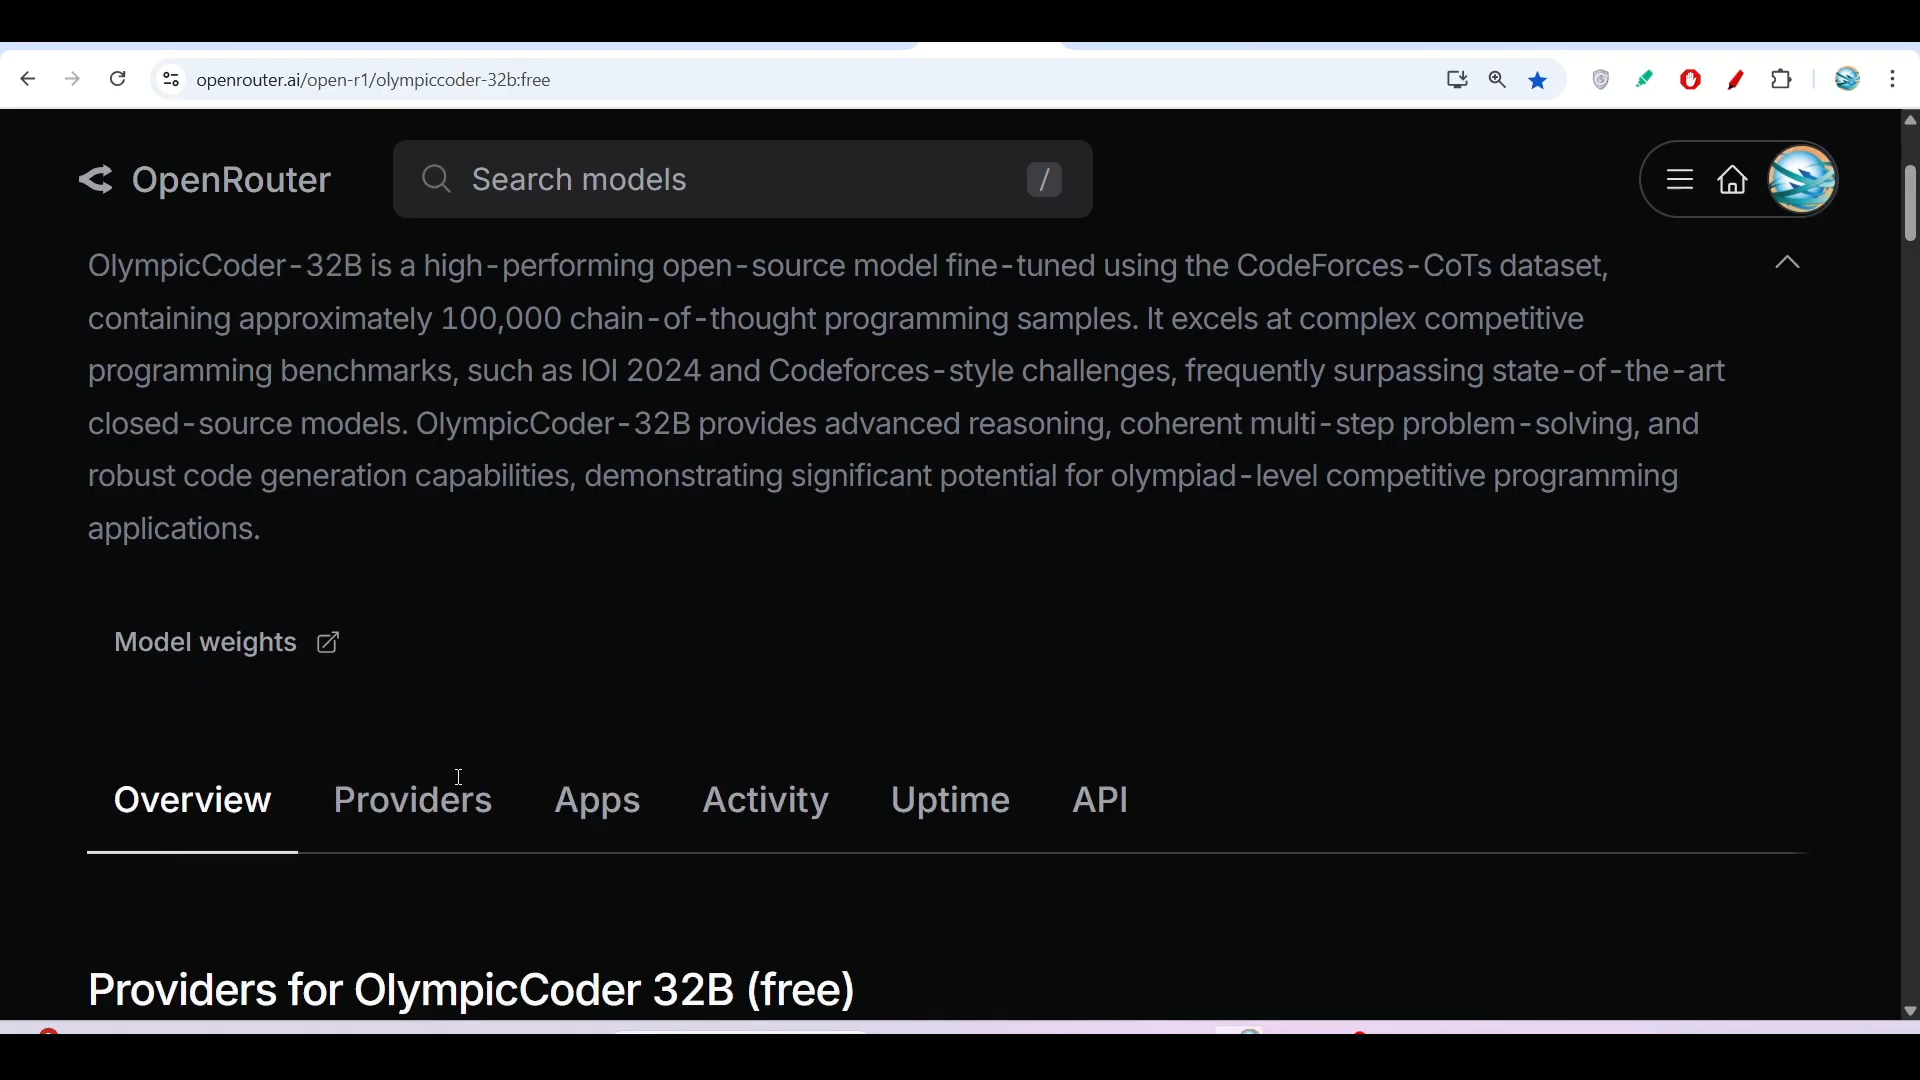 openrouter.ai/open-r1/olympiccoder-32b:free
OpenRouter
Search models
/
OlympicCoder-32B is a high-performing open-source model fine-tuned using the CodeForces-CoTs dataset,
containing approximately 100,000 chain-of-thought programming samples. It excels at complex competitive
programming benchmarks, such as IOI 2024 and Codeforces-style challenges, frequently surpassing state-of-the-art
closed-source models. OlympicCoder-32B provides advanced reasoning, coherent multi-step problem-solving, and
robust code generation capabilities, demonstrating significant potential for olympiad-level competitive programming
applications.
Model weights
Overview Providers Apps Activity Uptime API
Providers for OlympicCoder 32B (free)